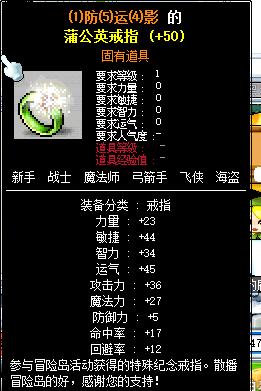 (1)防(5)运(4)影 的
蒲公英戒指 (+50)
固有道具
要求等级: 1
要求力量: 0
要求敏捷: 0
要求智力: 0
要求运气: 0
要求人气度: -
道具等级: -
道具经验值: -
新手 战士 魔法师 弓箭手 飞侠 海盗
装备分类 : 戒指
力量 : +23
敏捷 : +44
智力 : +34
运气 : +45
攻击力 : +36
魔法力 : +27
防御力 : +5
命中率 : +17
回避率 : +12
参与冒险岛活动获得的特殊纪念戒指。散播
冒险岛的好，感谢您的支持！